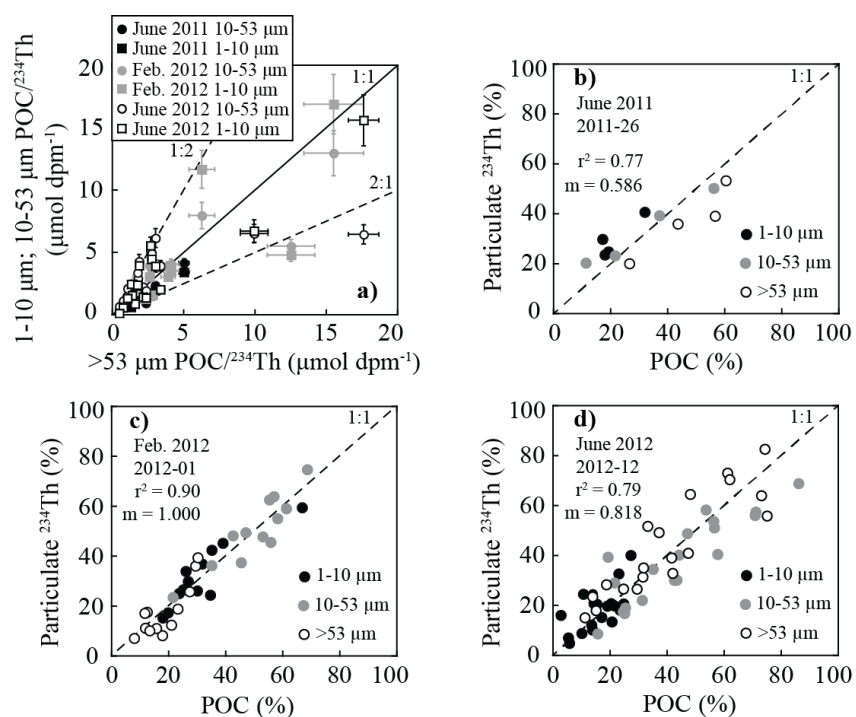 a)
June 2011 10-53 μm
June 2011 1-10 μm
Feb. 2012 10-53 μm
Feb. 2012 1-10 μm
June 2012 10-53 μm
June 2012 1-10 μm
1:1
1:2
2:1
20
15
10
5
0
0 5 10 15 20
1-10 μm; 10-53 μm POC/²³⁴Th
(μmol dpm⁻¹)
>53 μm POC/²³⁴Th (μmol dpm⁻¹)
b)
1:1
June 2011
2011-26
r² = 0.77
m = 0.586
1-10 μm
10-53 μm
>53 μm
100
80
60
40
20
0
0 20 40 60 80 100
Particulate ²³⁴Th (%)
POC (%)
c)
1:1
Feb. 2012
2012-01
r² = 0.90
m = 1.000
1-10 μm
10-53 μm
>53 μm
100
80
60
40
20
0
0 20 40 60 80 100
Particulate ²³⁴Th (%)
POC (%)
d)
1:1
June 2012
2012-12
r² = 0.79
m = 0.818
1-10 μm
10-53 μm
>53 μm
100
80
60
40
20
0
0 20 40 60 80 100
Particulate ²³⁴Th (%)
POC (%)